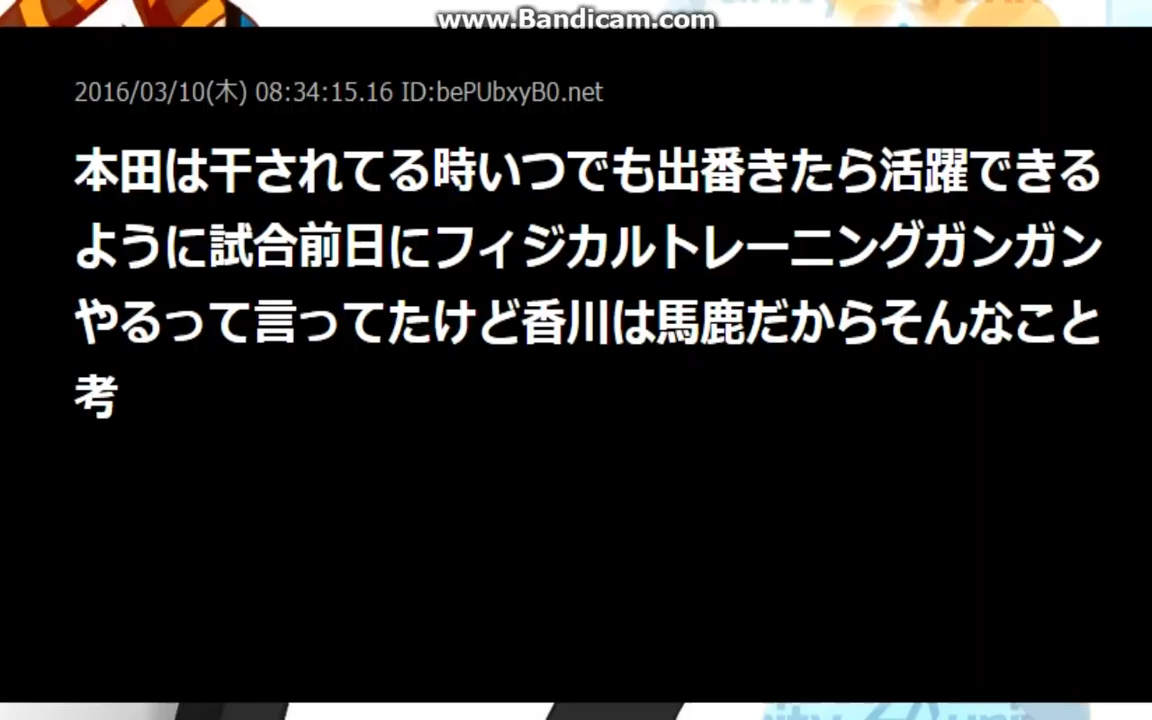 www.Bandicam.com
2016/03/10(木) 08:34:15.16 ID:bePUbxyB0.net
本田は干されてる時いつでも出番きたら活躍できる
ように試合前日にフィジカルトレーニングガンガン
やるって言ってたけど香川は馬鹿だからそんなこと
考